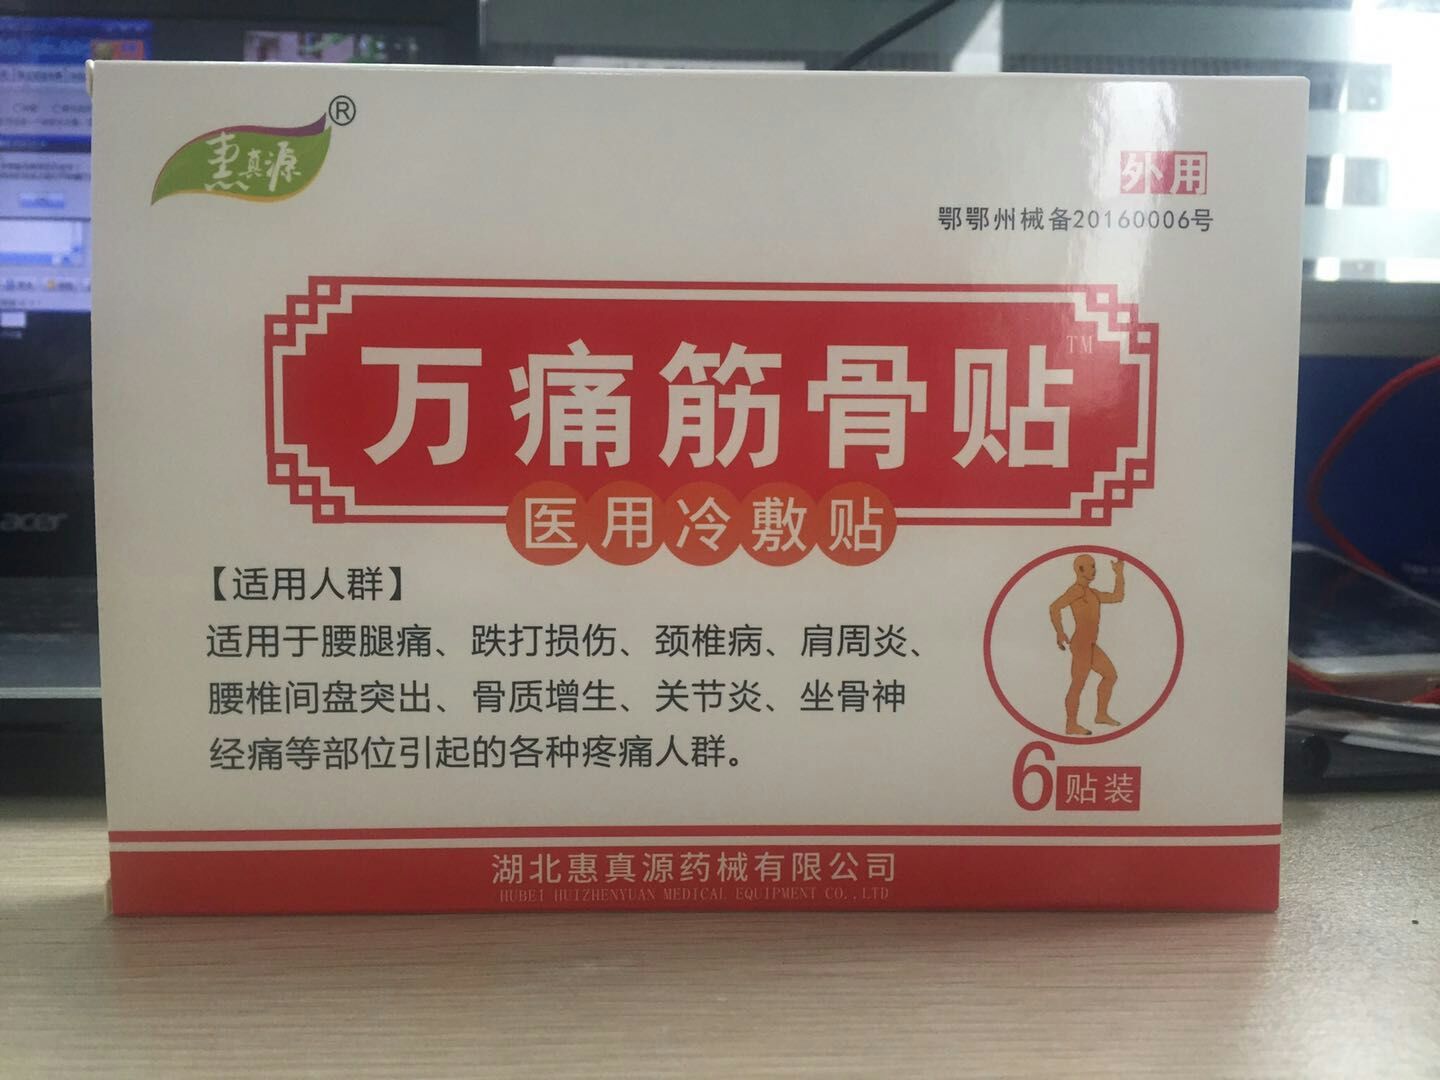 惠真源®
外用
鄂鄂州械备20160006号
万痛筋骨贴™
医用冷敷贴
【适用人群】
适用于腰腿痛、跌打损伤、颈椎病、肩周炎、
腰椎间盘突出、骨质增生、关节炎、坐骨神
经痛等部位引起的各种疼痛人群。
6贴装
湖北惠真源药械有限公司
HUBEI HUIZHENYUAN MEDICAL EQUIPMENT CO.,LTD
acer